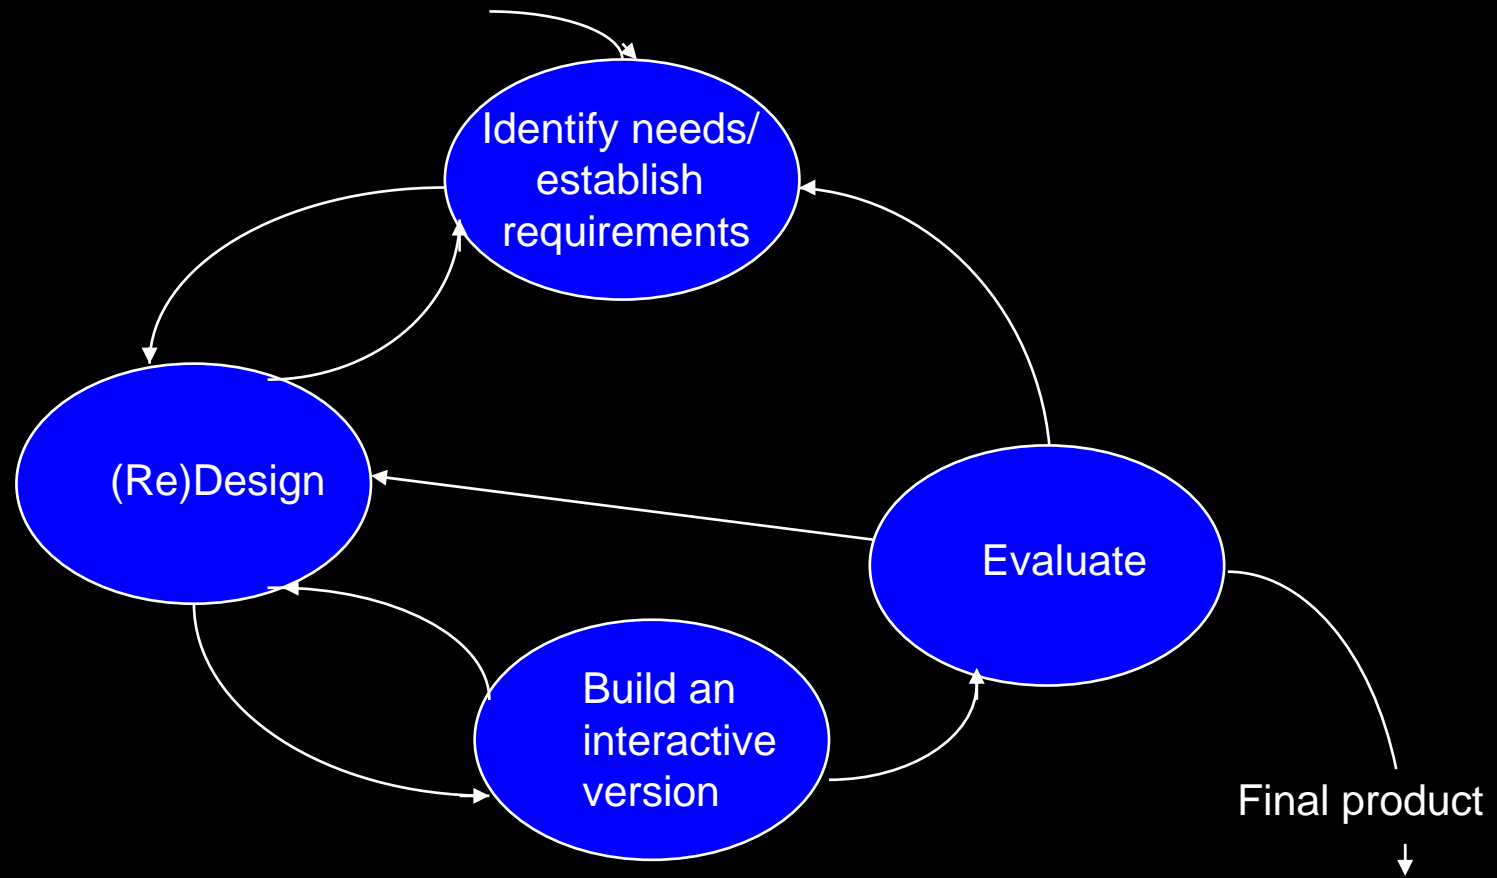 Identify needs/
establish
requirements
(Re)Design
Evaluate
Build an
interactive
version
Final product